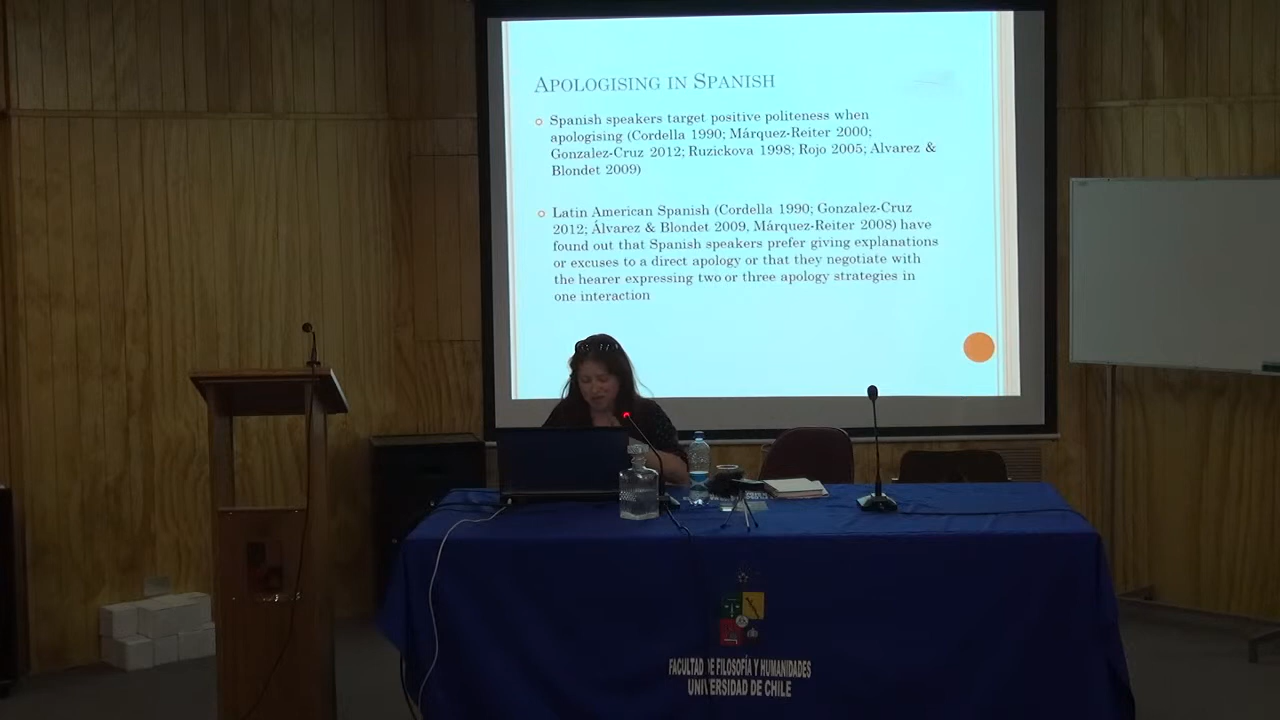 APOLOGISING IN SPANISH
Spanish speakers target positive politeness when
apologising (Cordella 1990; Márquez-Reiter 2000;
Gonzalez-Cruz 2012; Ruzickova 1998; Rojo 2005; Alvarez &
Blondet 2009)
Latin American Spanish (Cordella 1990; Gonzalez-Cruz
2012; Álvarez & Blondet 2009, Márquez-Reiter 2008) have
found out that Spanish speakers prefer giving explanations
or excuses to a direct apology or that they negotiate with
the hearer expressing two or three apology strategies in
one interaction
FACULTAD DE FILOSOFÍA Y HUMANIDADES
UNIVERSIDAD DE CHILE